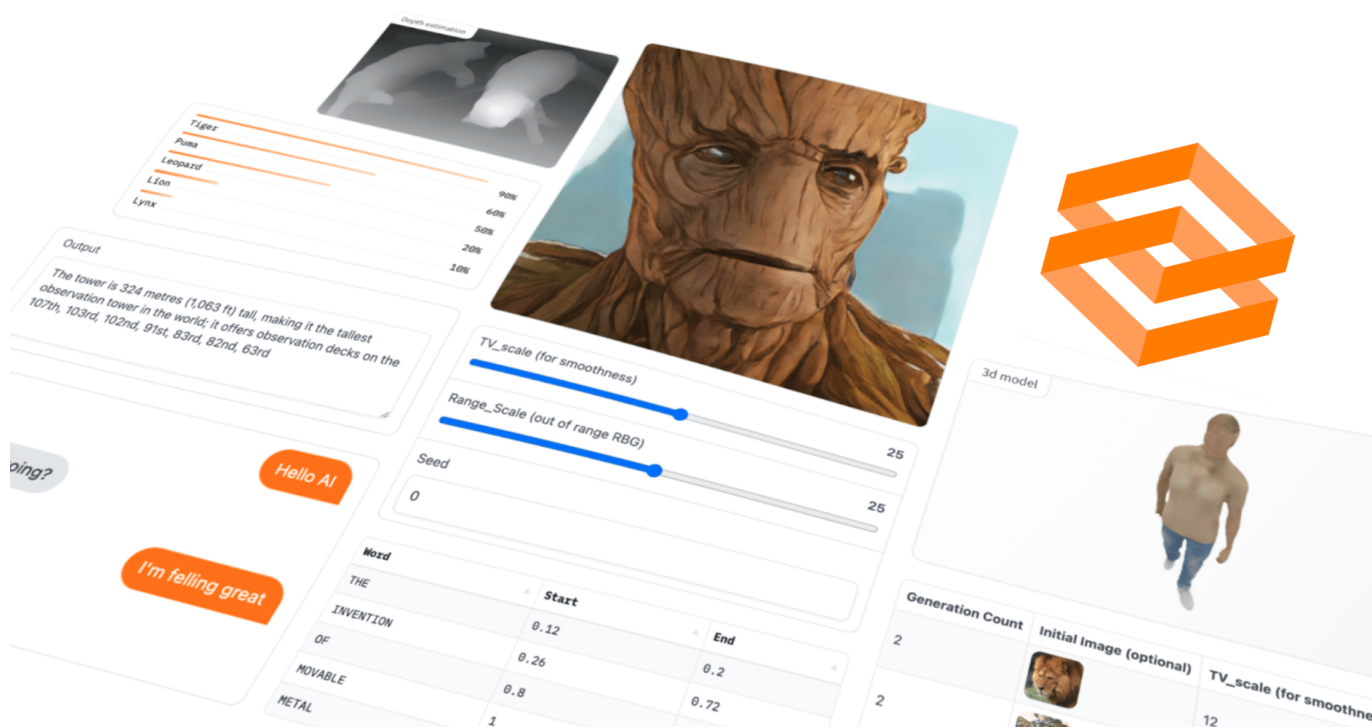 Depth estimation
Tiger
90%
Puma
60%
Leopard
50%
Lion
20%
Lynx
10%
Output
The tower is 324 metres (1,063 ft) tall, making it the tallest
observation tower in the world; it offers observation decks on the
107th, 103rd, 102nd, 91st, 83rd, 82nd, 63rd
oing?
Hello AI
I'm felling great
TV_scale (for smoothness)
25
Range_Scale (out of range RBG)
25
Seed
0
Word Start End
THE 0.12 0.2
INVENTION 0.26 0.72
OF 0.8
MOVABLE 1
METAL
3d model
Generation Count Initial Image (optional) TV_scale (for smoothne
2 12
2